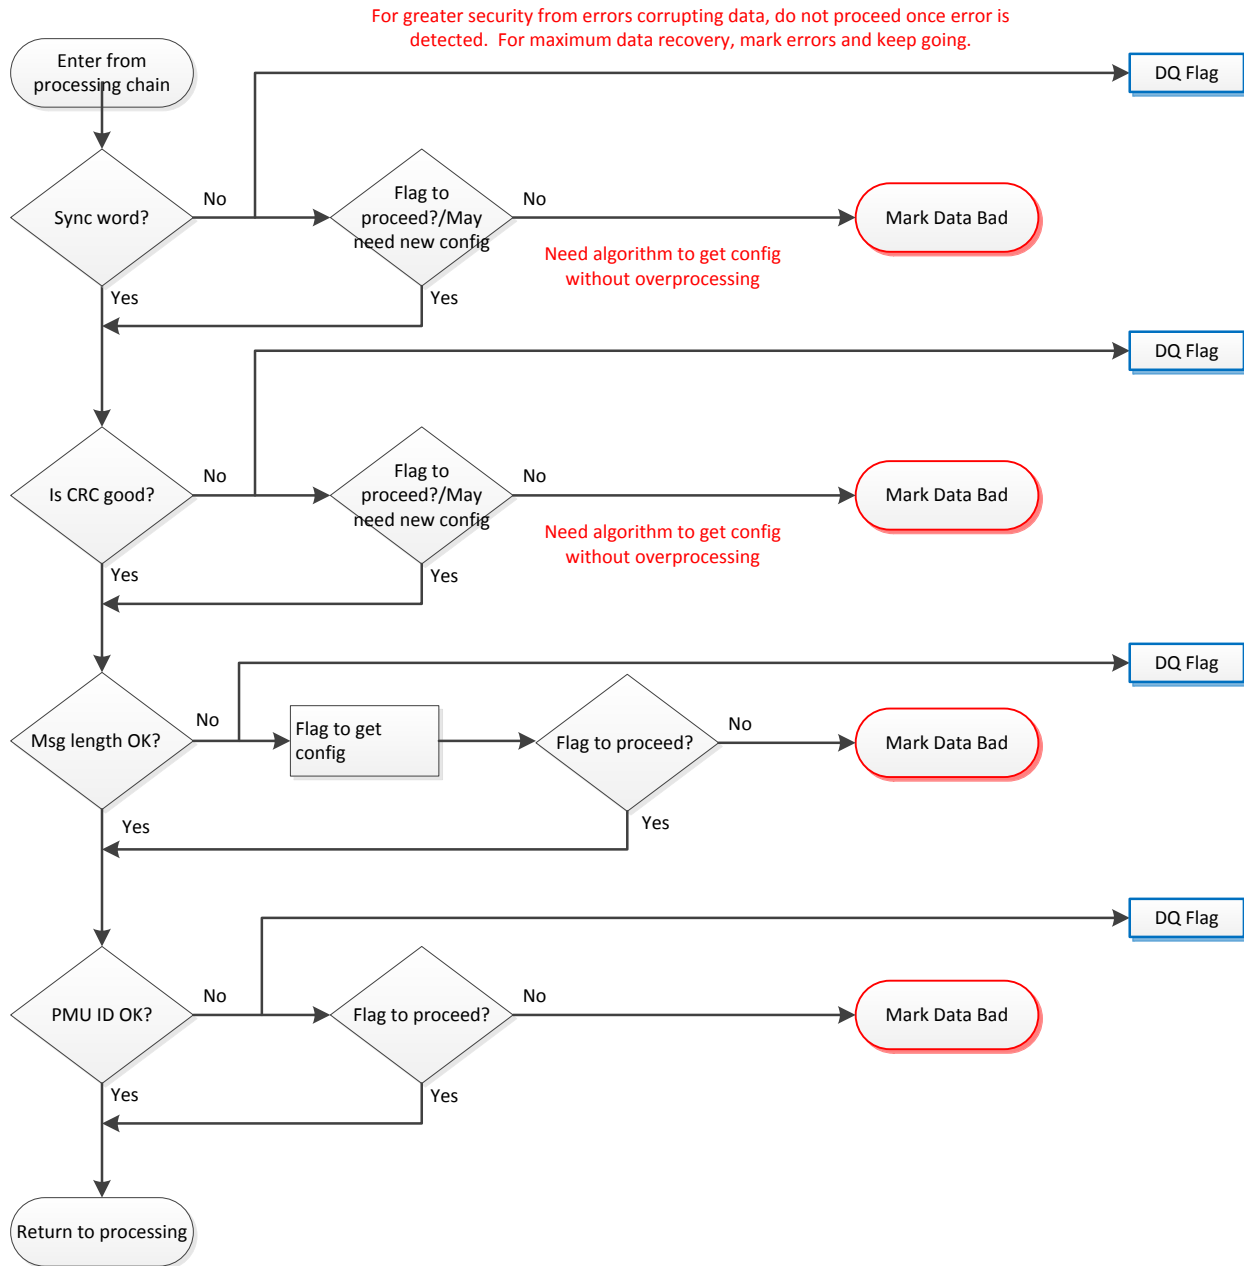 For greater security from errors corrupting data, do not proceed once error is
detected.  For maximum data recovery, mark errors and keep going.
Enter from
processing chain
DQ Flag
Sync word?
No
Flag to
proceed?/May
need new config
No
Mark Data Bad
Need algorithm to get config
without overprocessing
Yes
Yes
DQ Flag
Is CRC good?
No
Flag to
proceed?/May
need new config
No
Mark Data Bad
Need algorithm to get config
without overprocessing
Yes
Yes
DQ Flag
Msg length OK?
No
Flag to get
config
Flag to proceed?
No
Mark Data Bad
Yes
Yes
DQ Flag
PMU ID OK?
No
Flag to proceed?
No
Mark Data Bad
Yes
Yes
Return to processing